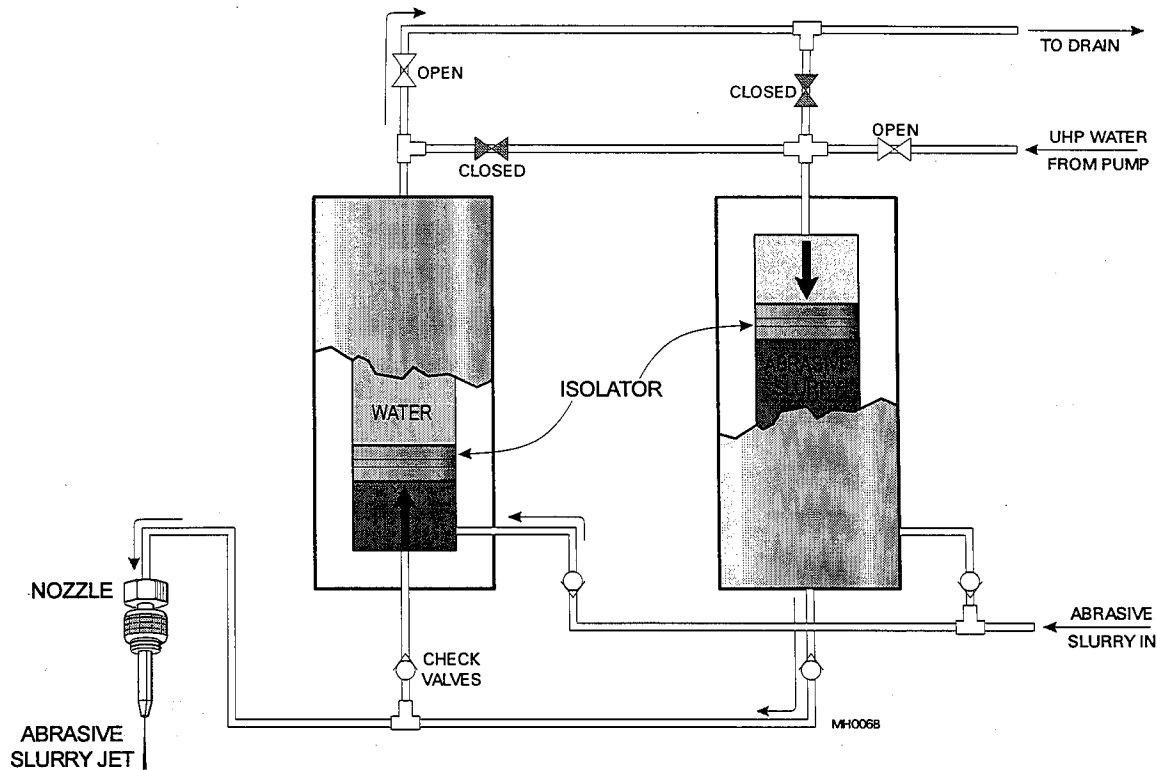 TO DRAIN
OPEN
CLOSED
OPEN
UHP WATER
FROM PUMP
CLOSED
ABRASIVE
SLURRY
ISOLATOR
WATER
NOZZLE
ABRASIVE
SLURRY IN
CHECK
VALVES
MH0068
ABRASIVE
SLURRY JET